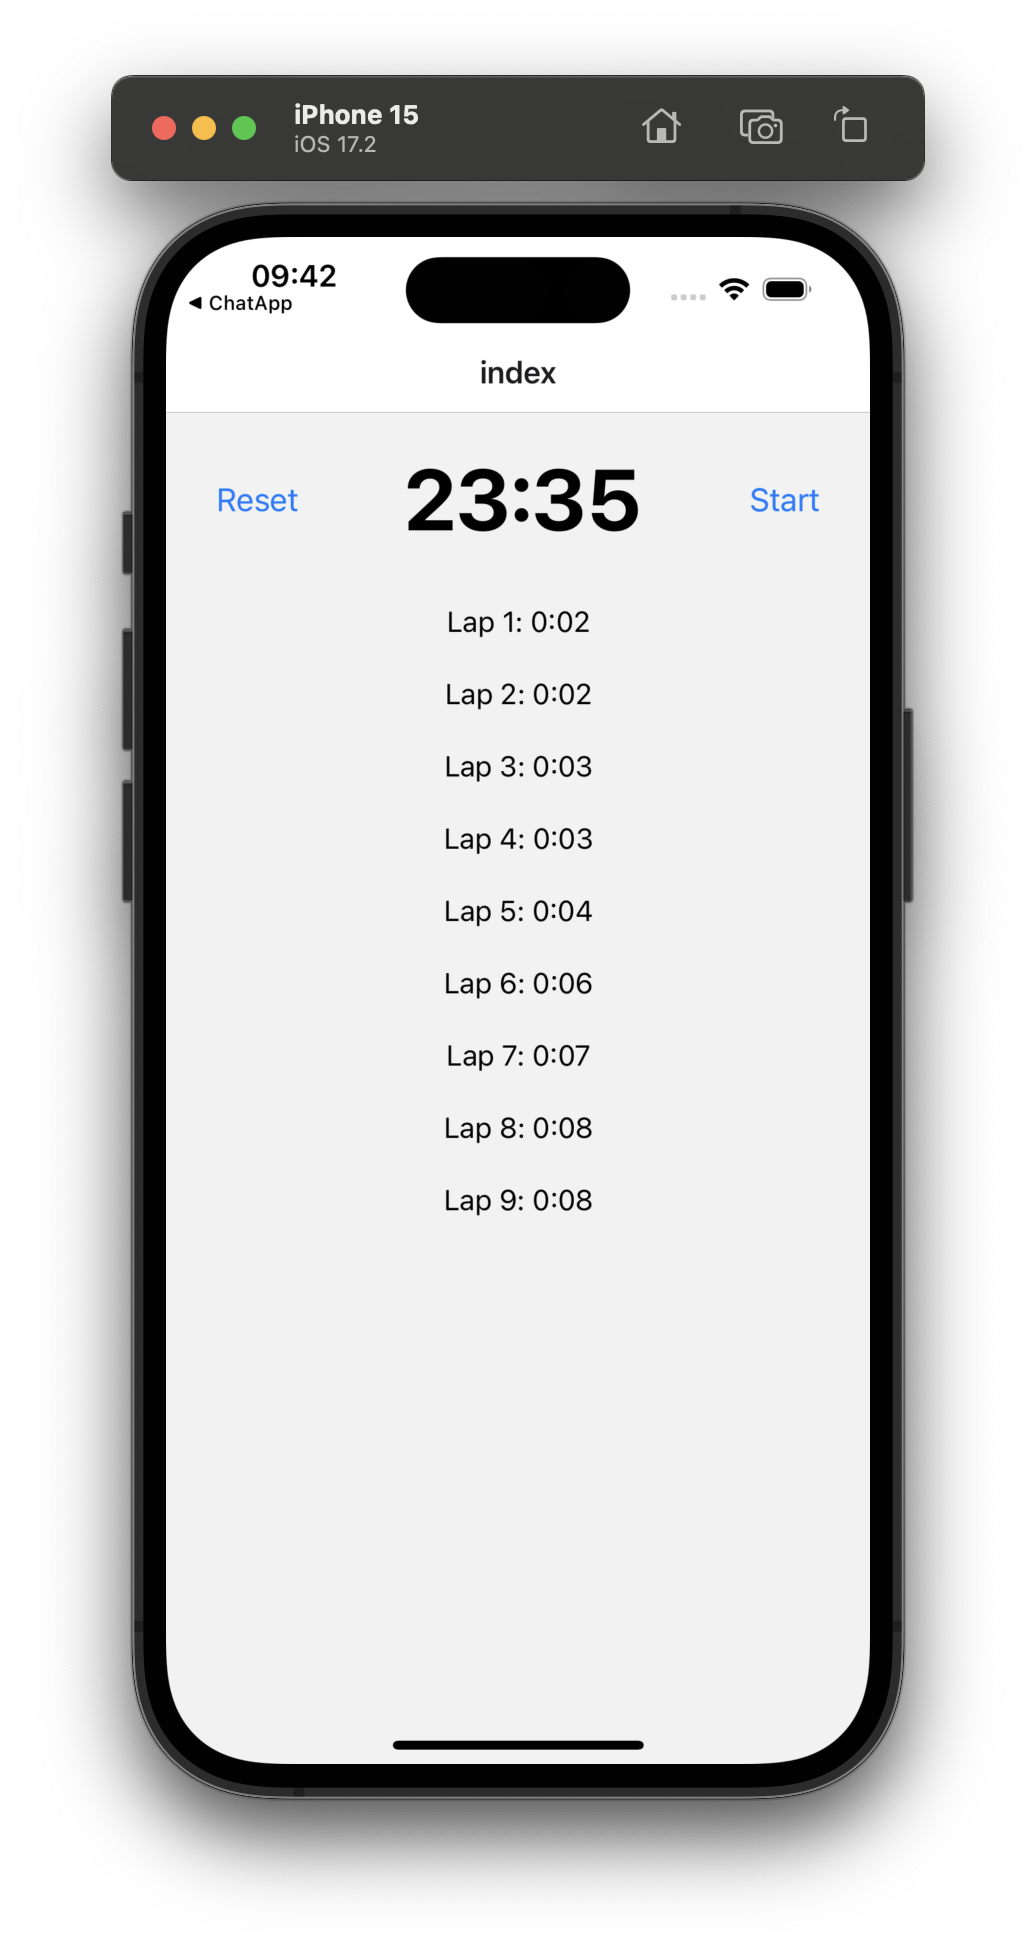 iPhone 15
iOS 17.2
09:42
◀ ChatApp
index
Reset 23:35 Start
Lap 1: 0:02
Lap 2: 0:02
Lap 3: 0:03
Lap 4: 0:03
Lap 5: 0:04
Lap 6: 0:06
Lap 7: 0:07
Lap 8: 0:08
Lap 9: 0:08